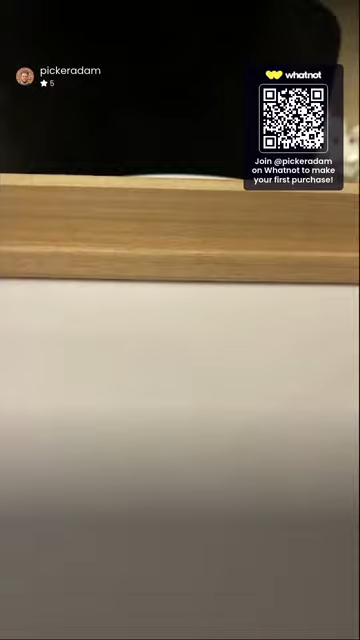 pickeradam
5
whatnot
Join @pickeradam
on Whatnot to make
your first purchase!